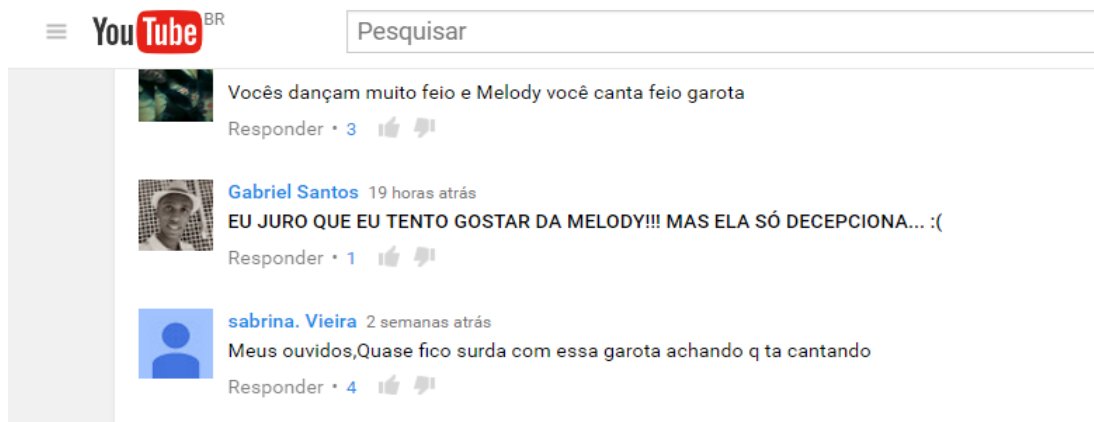 YouTube BR
Pesquisar
Vocês dançam muito feio e Melody você canta feio garota
Responder • 3
Gabriel Santos 19 horas atrás
EU JURO QUE EU TENTO GOSTAR DA MELODY!!! MAS ELA SÓ DECEPCIONA... :(
Responder • 1
sabrina. Vieira 2 semanas atrás
Meus ouvidos,Quase fico surda com essa garota achando q ta cantando
Responder • 4